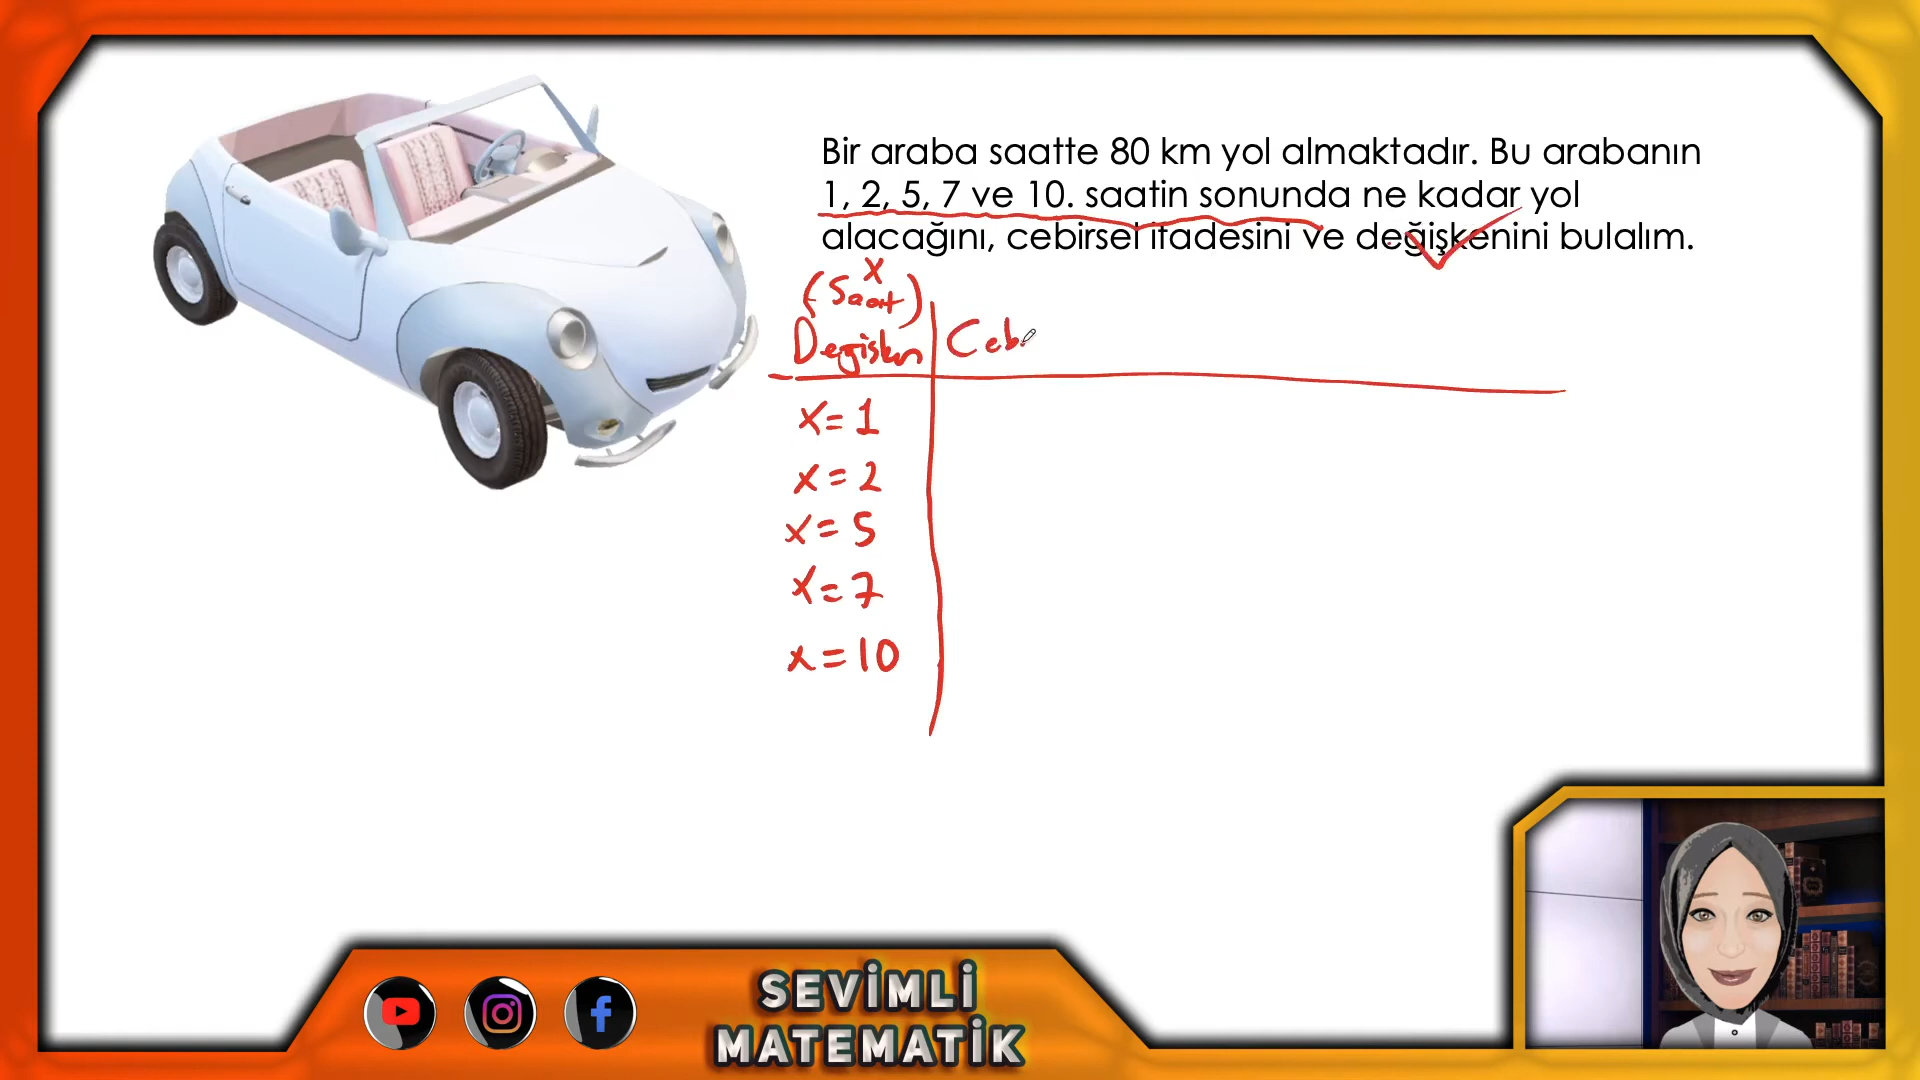 Bir araba saatte 80 km yol almaktadır. Bu arabanın
1, 2, 5, 7 ve 10. saatin sonunda ne kadar yol
alacağını, cebirsel ifadesini ve değişkenini bulalım.
x
(Saat)
Değişken Ceb
x=1
x=2
x=5
x=7
x=10
SEVİMLİ
MATEMATİK